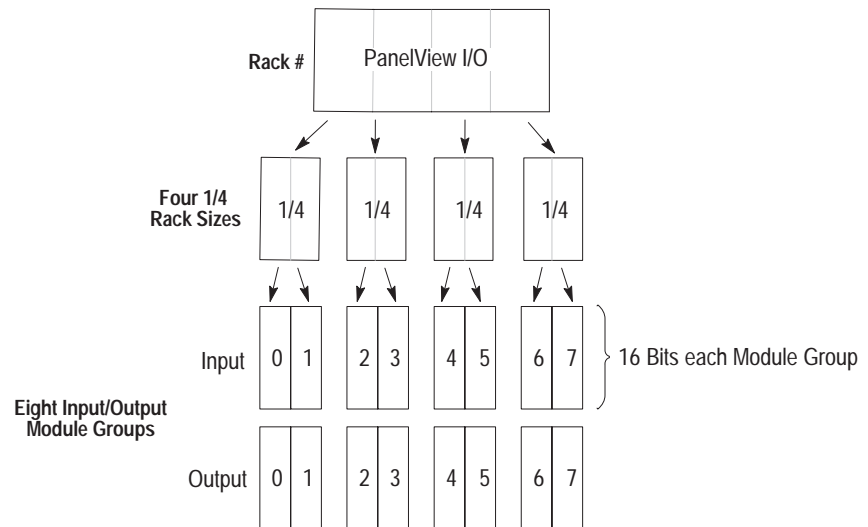 Rack #
PanelView I/O
Four 1/4
Rack Sizes
1/4 1/4 1/4 1/4
Input
0 1 2 3 4 5 6 7
16 Bits each Module Group
Eight Input/Output
Module Groups
Output
0 1 2 3 4 5 6 7